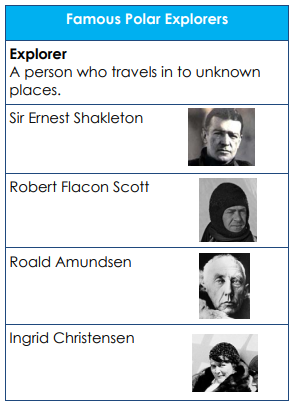 Famous Polar Explorers
Explorer
A person who travels in to unknown
places.
Sir Ernest Shakleton
Robert Flacon Scott
Roald Amundsen
Ingrid Christensen